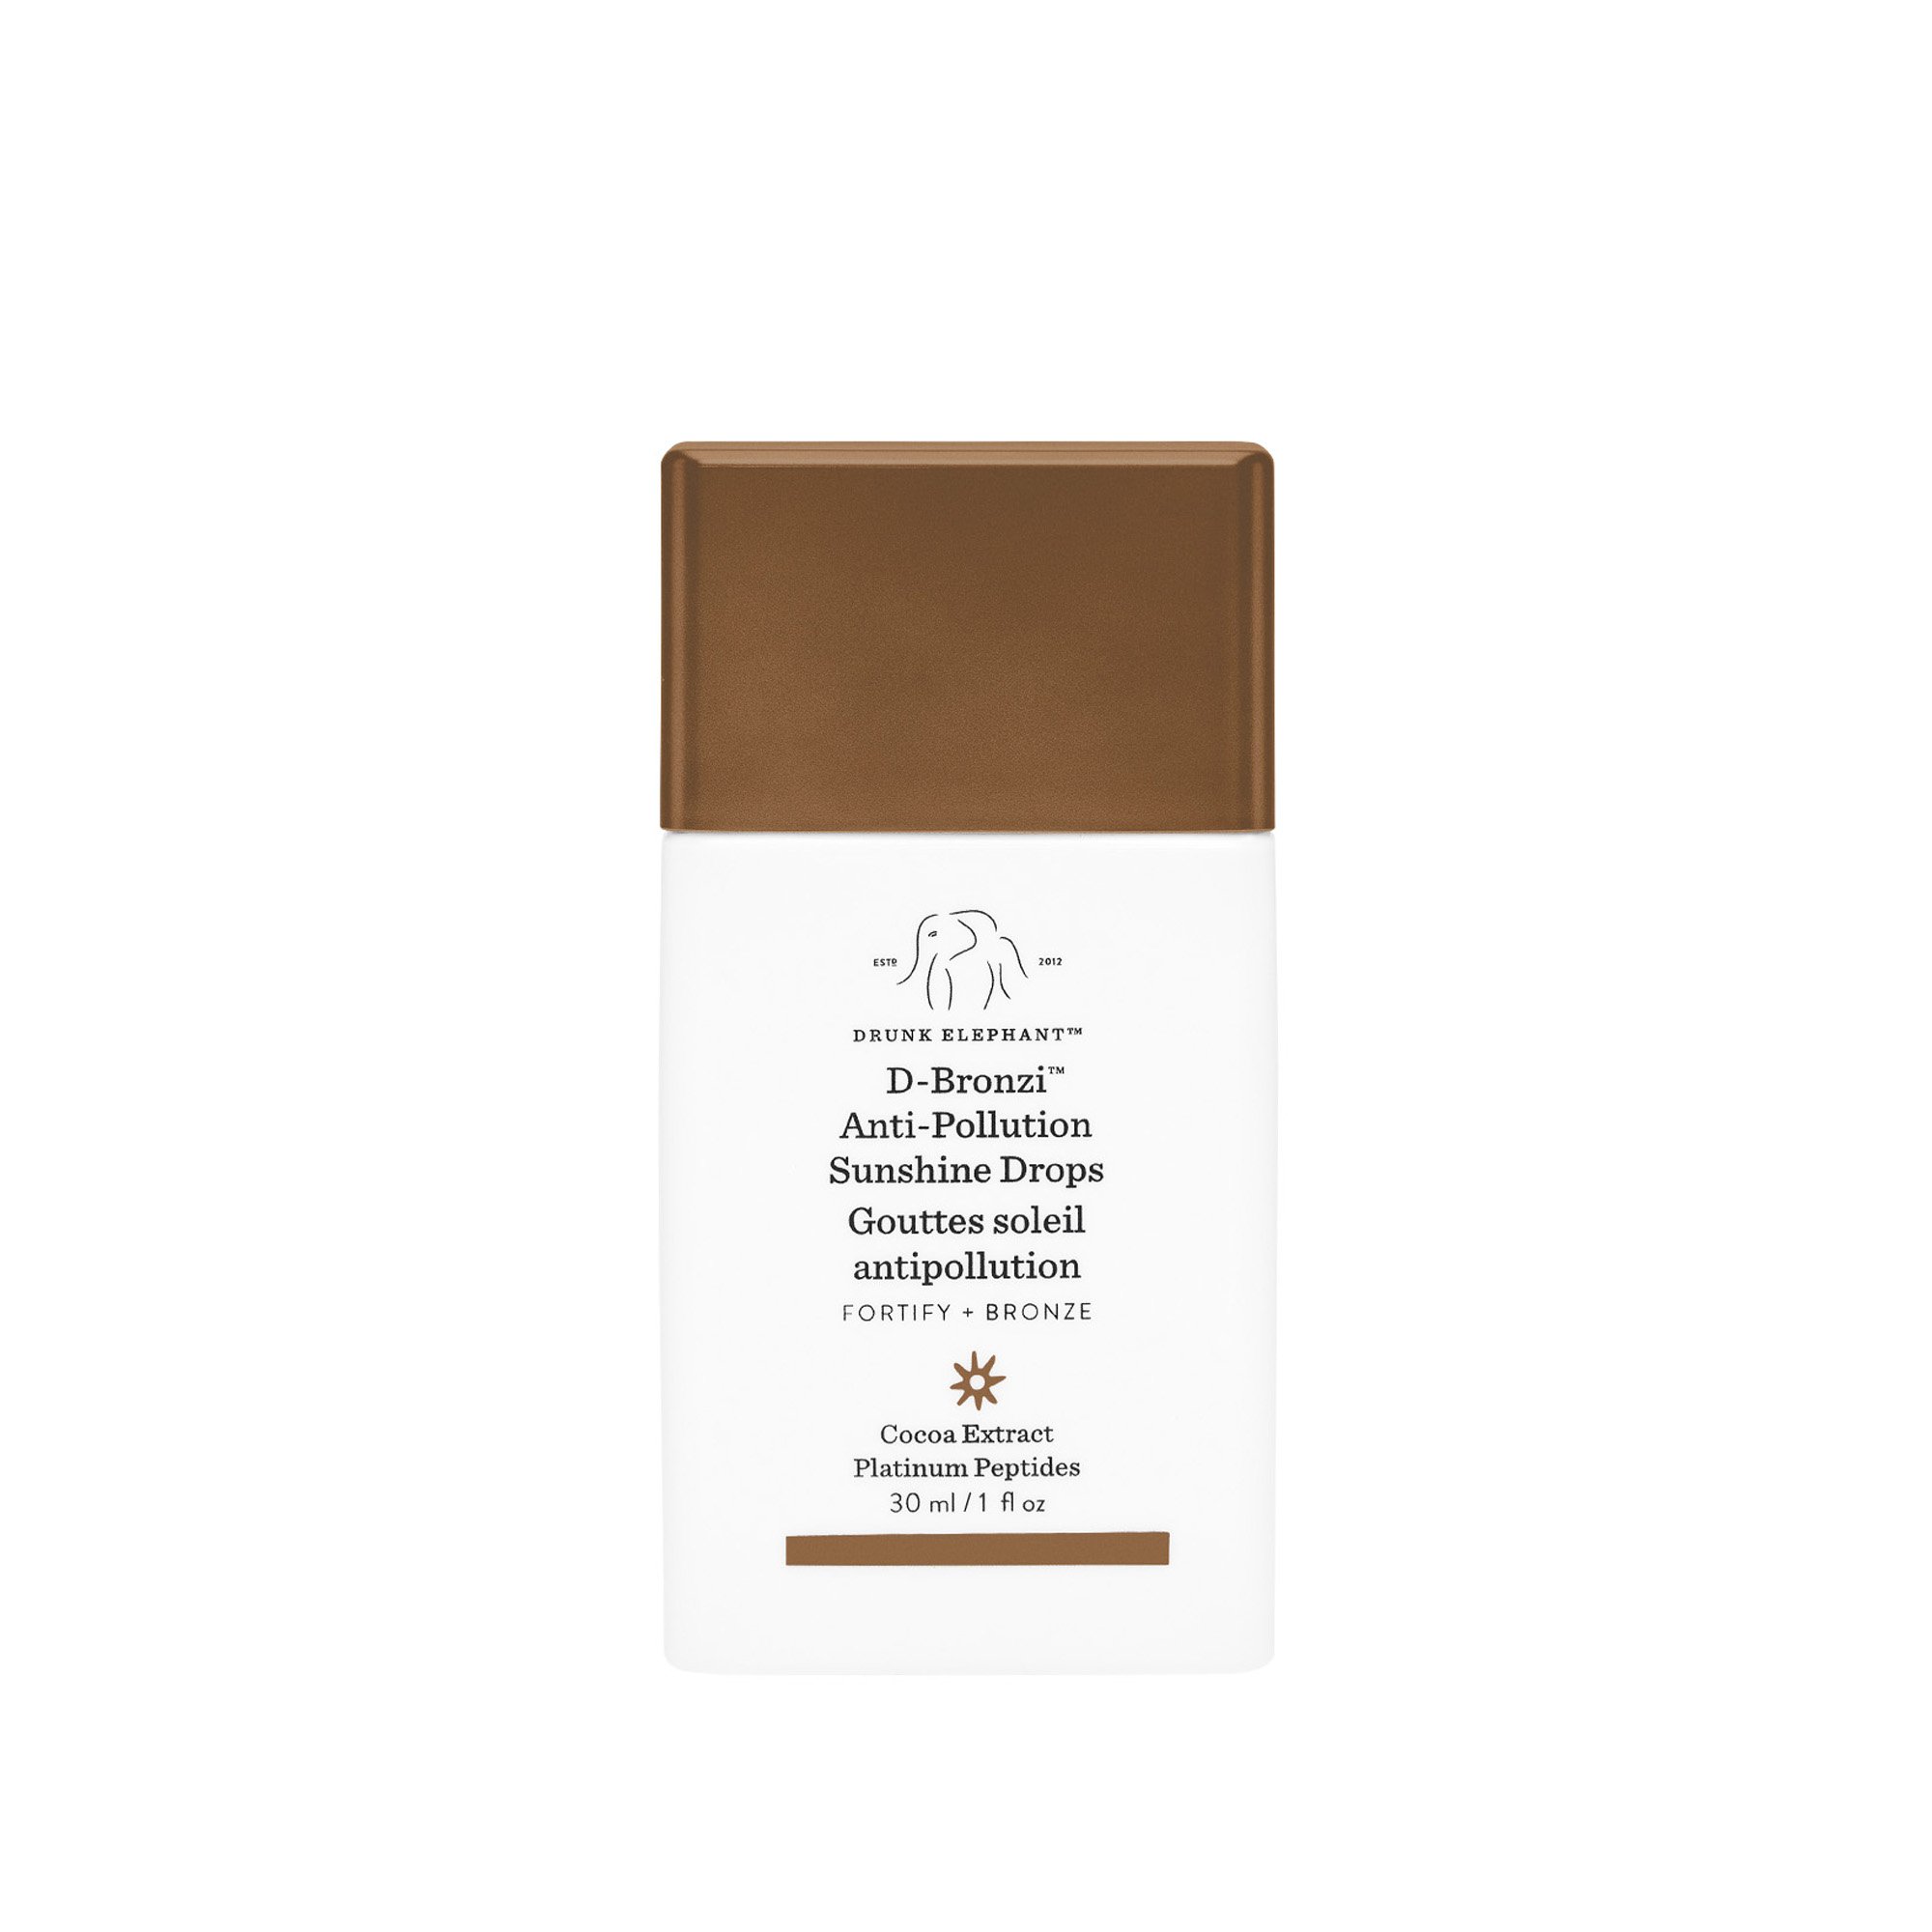 ESTD 2012
DRUNK ELEPHANT™
D-Bronzi™
Anti-Pollution
Sunshine Drops
Gouttes soleil
antipollution
FORTIFY + BRONZE
Cocoa Extract
Platinum Peptides
30 ml / 1 fl oz